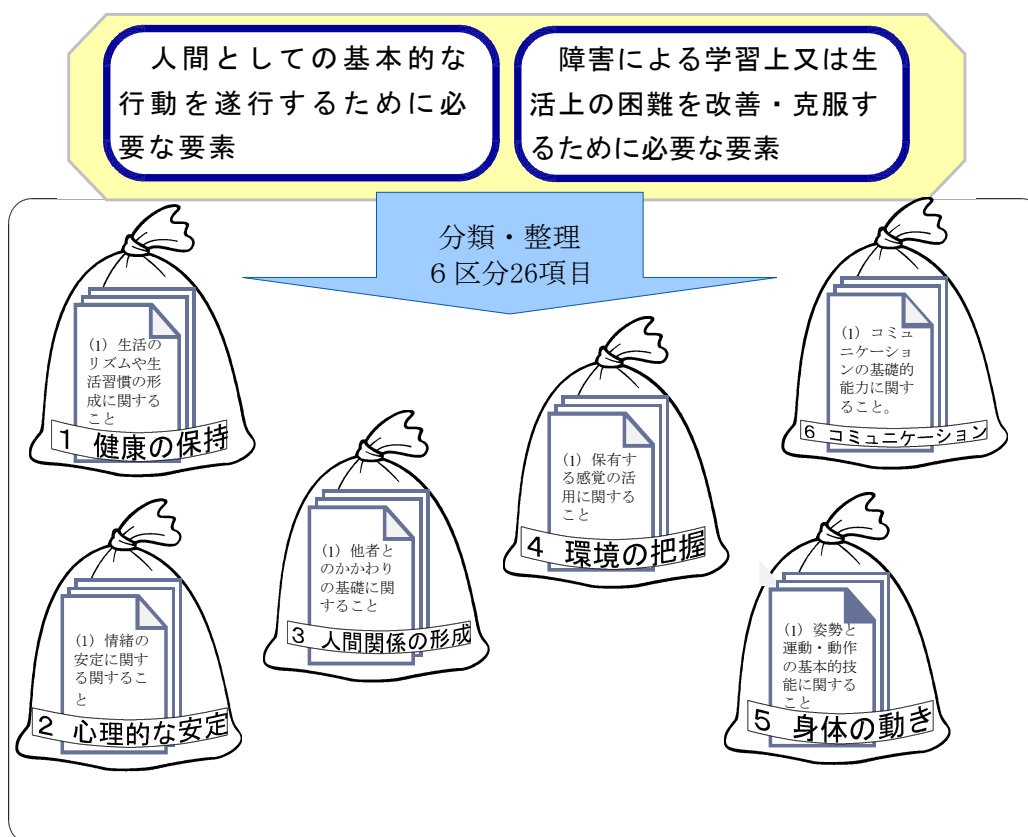 人間としての基本的な
行動を遂行するために必
要な要素
障害による学習上又は生
活上の困難を改善・克服す
るために必要な要素
分類・整理
６区分26項目
(1) 生活の
リズムや生
活習慣の形
成に関する
こと
１ 健康の保持
(1) 情緒の
安定に関す
る関するこ
と
２ 心理的な安定
(1) 他者と
のかかわり
の基礎に関
すること
３ 人間関係の形成
(1) 保有す
る感覚の活
用に関する
こと
４ 環境の把握
(1) 姿勢と
運動・動作
の基本的技
能に関する
こと
５ 身体の動き
(1) コミュ
ニケーショ
ンの基礎的
能力に関す
ること。
６ コミュニケーション